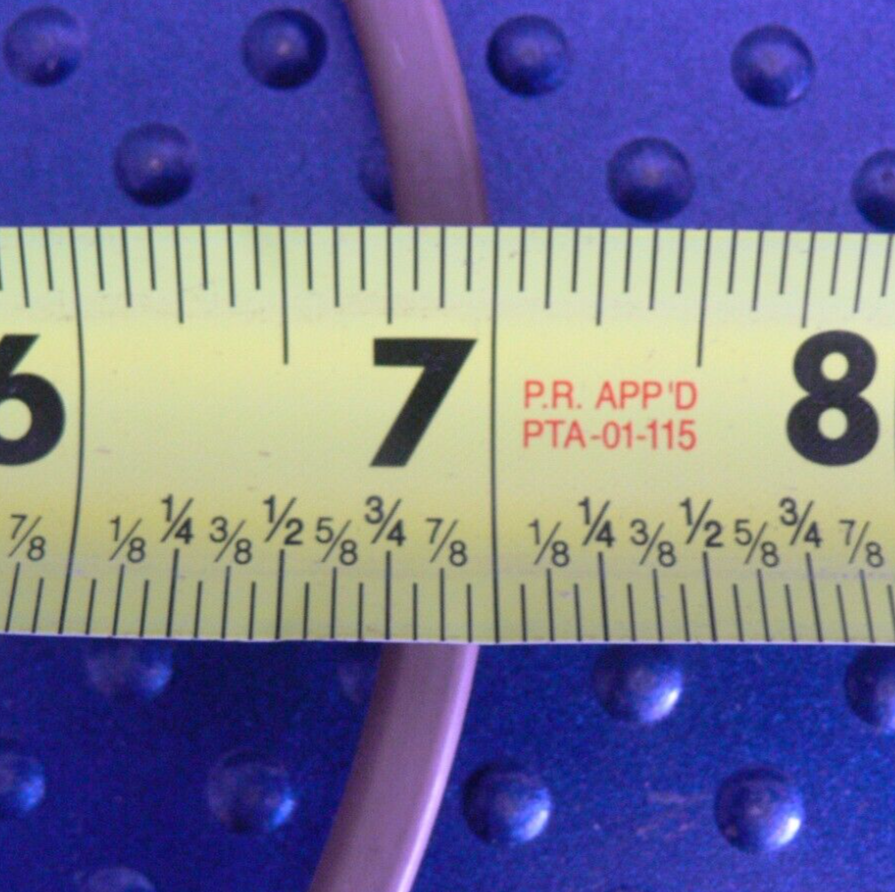 6 7 8
P.R. APP'D
PTA-01-115
7/8 1/8 1/4 3/8 1/2 5/8 3/4 7/8 1/8 1/4 3/8 1/2 5/8 3/4 7/8